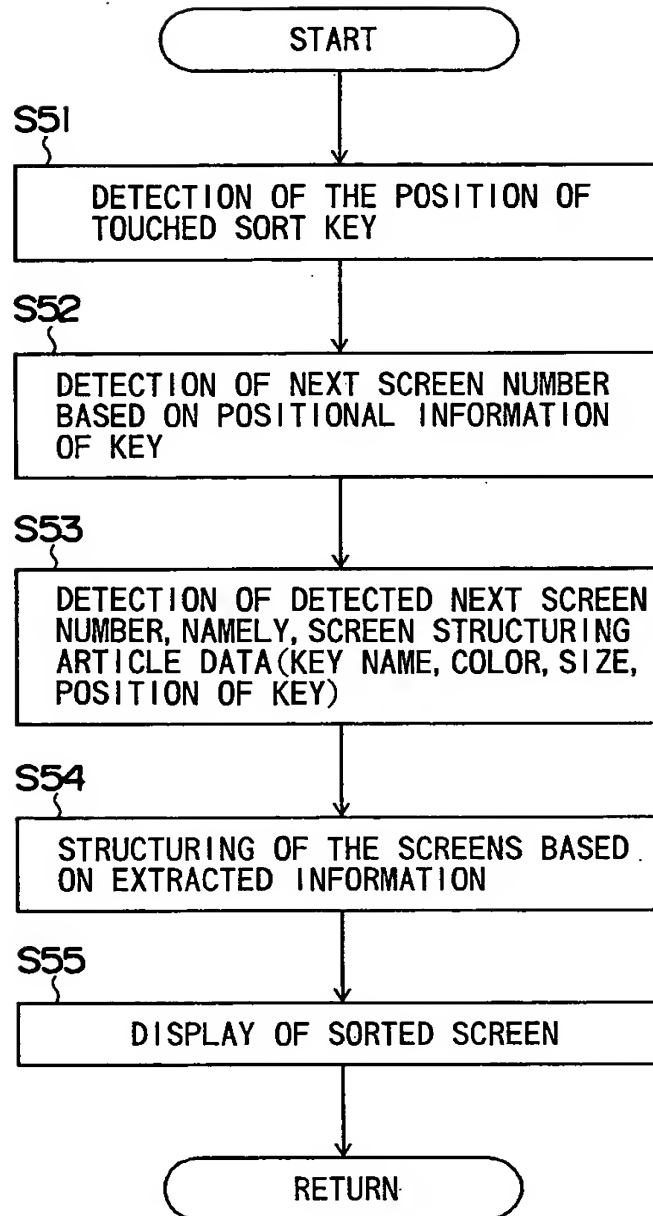 START
S51
DETECTION OF THE POSITION OF
TOUCHED SORT KEY
S52
DETECTION OF NEXT SCREEN NUMBER
BASED ON POSITIONAL INFORMATION
OF KEY
S53
DETECTION OF DETECTED NEXT SCREEN
NUMBER, NAMELY, SCREEN STRUCTURING
ARTICLE DATA(KEY NAME, COLOR, SIZE,
POSITION OF KEY)
S54
STRUCTURING OF THE SCREENS BASED
ON EXTRACTED INFORMATION
S55
DISPLAY OF SORTED SCREEN
RETURN